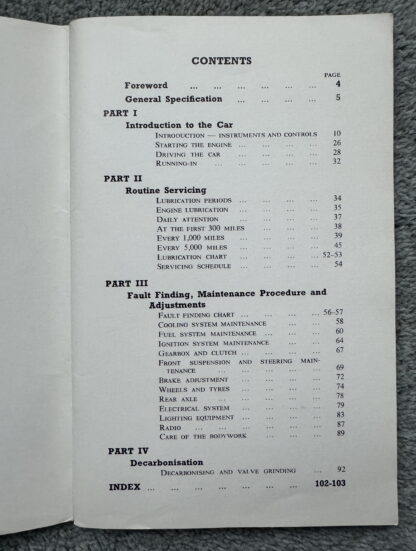 CONTENTS
PAGE
Foreword ... ... ... ... ... ... 4
General Specification ... ... ... ... 5
PART I
Introduction to the Car
INTRODUCTION — INSTRUMENTS AND CONTROLS 10
STARTING THE ENGINE ... ... ... ... 26
DRIVING THE CAR ... ... ... ... 28
RUNNING-IN ... ... ... ... ... 32
PART II
Routine Servicing
LUBRICATION PERIODS ... ... ... ... 34
ENGINE LUBRICATION ... ... ... ... 35
DAILY ATTENTION ... ... ... ... 37
AT THE FIRST 300 MILES ... ... ... ... 38
EVERY 1,000 MILES ... ... ... ... 39
EVERY 5,000 MILES ... ... ... ... 45
LUBRICATION CHART ... ... ... ... 52–53
SERVICING SCHEDULE ... ... ... ... 54
PART III
Fault Finding, Maintenance Procedure and
Adjustments
FAULT FINDING CHART ... ... ... ... 56–57
COOLING SYSTEM MAINTENANCE ... ... ... 58
FUEL SYSTEM MAINTENANCE ... ... ... 60
IGNITION SYSTEM MAINTENANCE ... ... ... 64
GEARBOX AND CLUTCH ... ... ... ... 67
FRONT SUSPENSION AND STEERING MAIN-
TENANCE ... ... ... ... ... 69
BRAKE ADJUSTMENT ... ... ... ... 72
WHEELS AND TYRES ... ... ... ... 74
REAR AXLE ... ... ... ... ... 78
ELECTRICAL SYSTEM ... ... ... ... 79
LIGHTING EQUIPMENT ... ... ... ... 83
RADIO ... ... ... ... ... ... 87
CARE OF THE BODYWORK ... ... ... 89
PART IV
Decarbonisation
DECARBONISING AND VALVE GRINDING ... 92
INDEX ... ... ... ... ... ... ... 102-103